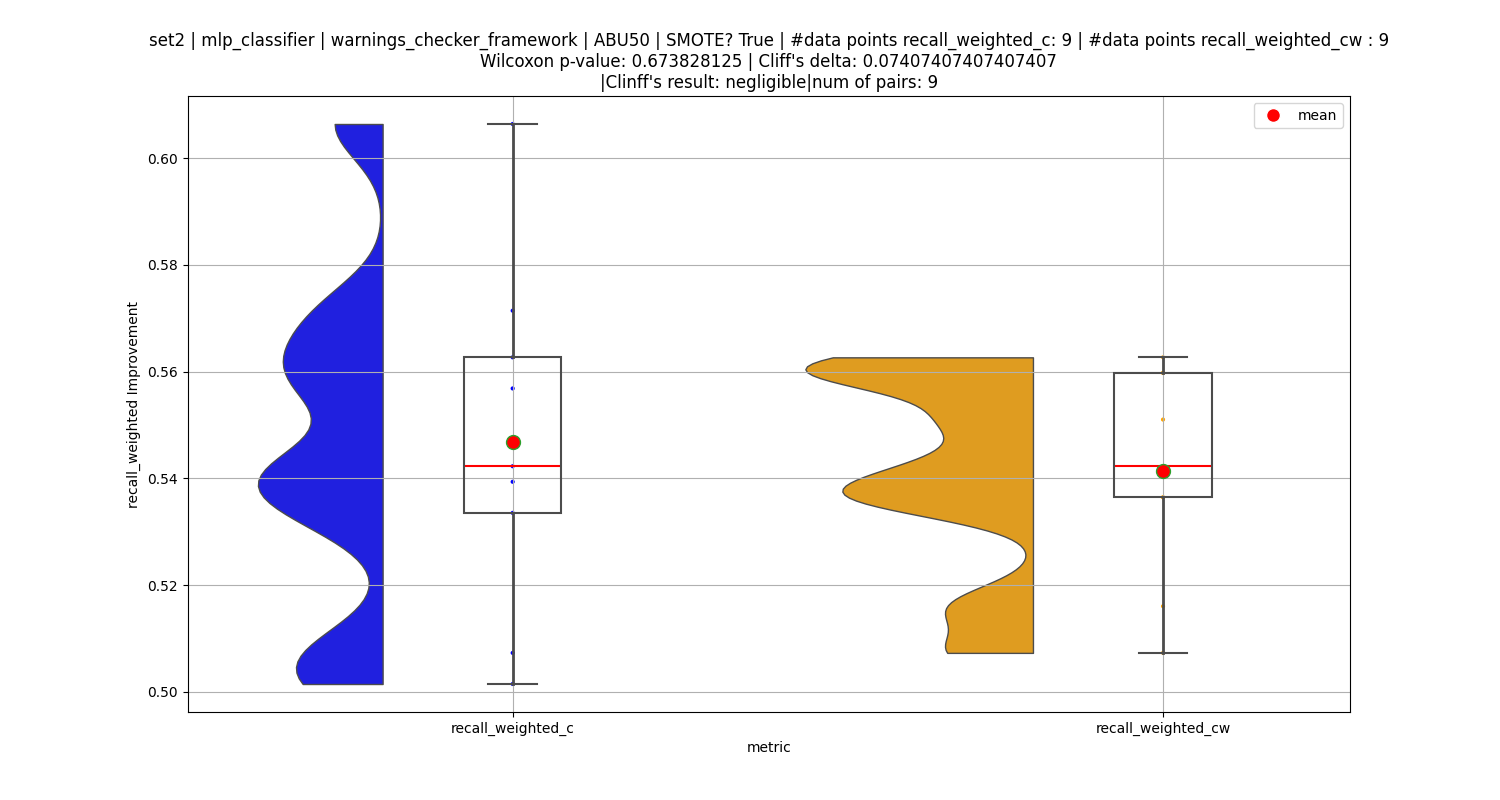 set2 | mlp_classifier | warnings_checker_framework | ABU50 | SMOTE? True | #data points recall_weighted_c: 9 | #data points recall_weighted_cw : 9
Wilcoxon p-value: 0.673828125 | Cliff's delta: 0.07407407407407407
|Clinff's result: negligible|num of pairs: 9
mean
0.60
0.58
0.56
0.54
0.52
0.50
recall_weighted Improvement
recall_weighted_c
recall_weighted_cw
metric